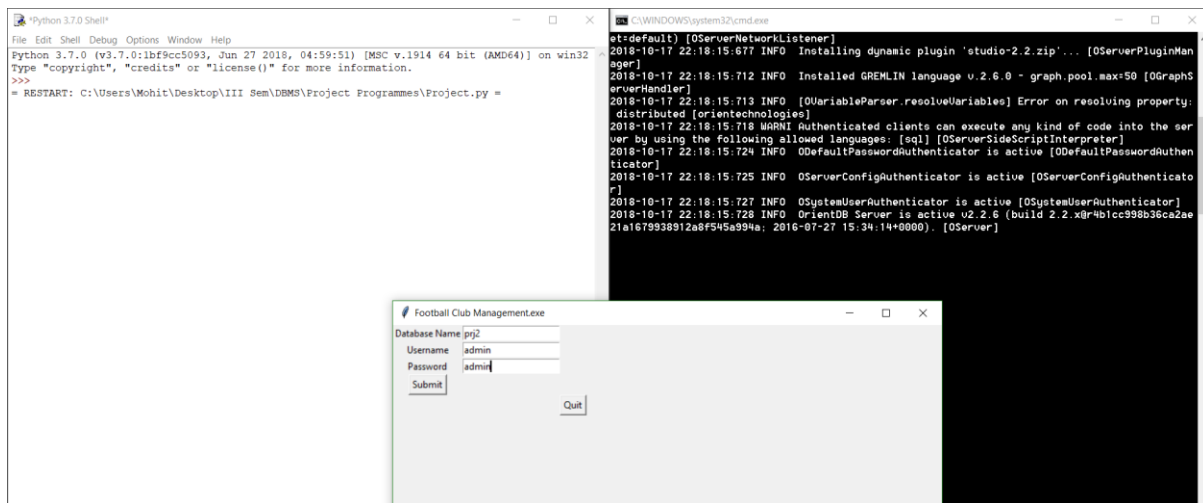 *Python 3.7.0 Shell*
File Edit Shell Debug Options Window Help
Python 3.7.0 (v3.7.0:1bf9cc5093, Jun 27 2018, 04:59:51) [MSC v.1914 64 bit (AMD64)] on win32
Type "copyright", "credits" or "license()" for more information.
>>>
= RESTART: C:\Users\Mohit\Desktop\III Sem\DBMS\Project Programmes\Project.py =
C:\WINDOWS\system32\cmd.exe
et=default) [OServerNetworkListener]
2018-10-17 22:18:15:677 INFO  Installing dynamic plugin 'studio-2.2.zip'... [OServerPluginMan
ager]
2018-10-17 22:18:15:712 INFO  Installed GREMLIN language v.2.6.0 - graph.pool.max=50 [OGraphS
erverHandler]
2018-10-17 22:18:15:713 INFO  [OVariableParser.resolveVariables] Error on resolving property:
 distributed [orientechnologies]
2018-10-17 22:18:15:718 WARNI Authenticated clients can execute any kind of code into the ser
ver by using the following allowed languages: [sql] [OServerSideScriptInterpreter]
2018-10-17 22:18:15:724 INFO  ODefaultPasswordAuthenticator is active [ODefaultPasswordAuthen
ticator]
2018-10-17 22:18:15:725 INFO  OServerConfigAuthenticator is active [OServerConfigAuthenticato
r]
2018-10-17 22:18:15:727 INFO  OSystemUserAuthenticator is active [OSystemUserAuthenticator]
2018-10-17 22:18:15:728 INFO  OrientDB Server is active v2.2.6 (build 2.2.x@r4b1cc998b36ca2ae
21a1679938912a8f545a994a; 2016-07-27 15:34:14+0000). [OServer]
Football Club Management.exe
Database Name prj2
Username admin
Password admin
Submit
Quit